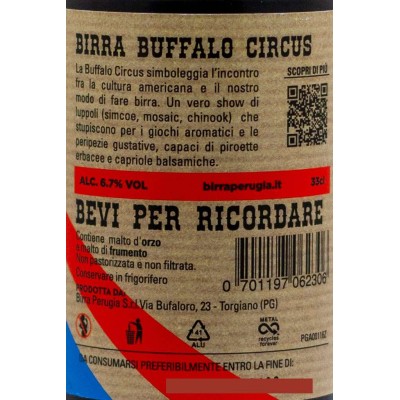 BIRRA BUFFALO CIRCUS
La Buffalo Circus simboleggia l'incontro
fra la cultura americana e il nostro
modo di fare birra. Un vero show di
luppoli (simcoe, mosaic, chinook) che
stupiscono per i giochi aromatici e le
peripezie gustative, capaci di piroette
erbacee e capriole balsamiche.
SCOPRI DI PIÙ
ALC. 6.7% VOL
birraperugia.it
33cl
BEVI PER RICORDARE
Contiene malto d'orzo
e malto di frumento
Non pastorizzata e non filtrata.
Conservare in frigorifero
PRODOTTA DA:
Birra Perugia S.r.l Via Bufaloro, 23 - Torgiano (PG)
0 701197 062306
41
ALU
METAL
recycles
forever
DA CONSUMARSI PREFERIBILMENTE ENTRO LA FINE DI: